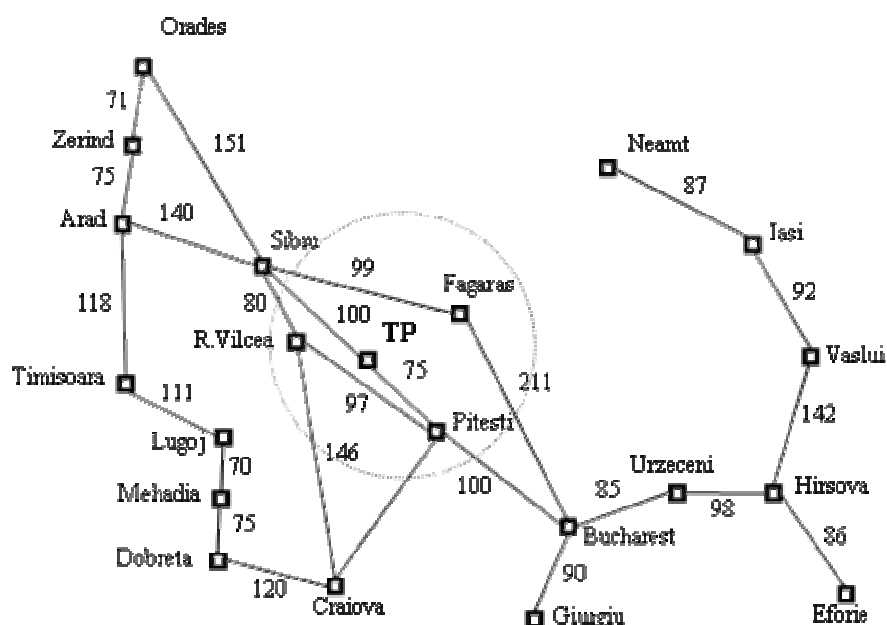 Orades
71
Zerind
151
Neamt
75
87
Arad
140
Iasi
Sibiu
99
Fagaras
92
118
80
100
TP
R.Vilcea
75
Vaslui
Timisoara
111
97
211
Pitesti
142
Lugoj
146
Urzeceni
70
100
85
Hirsova
Mehadia
98
75
Bucharest
86
Dobreta
90
120
Craiova
Giurgiu
Eforie